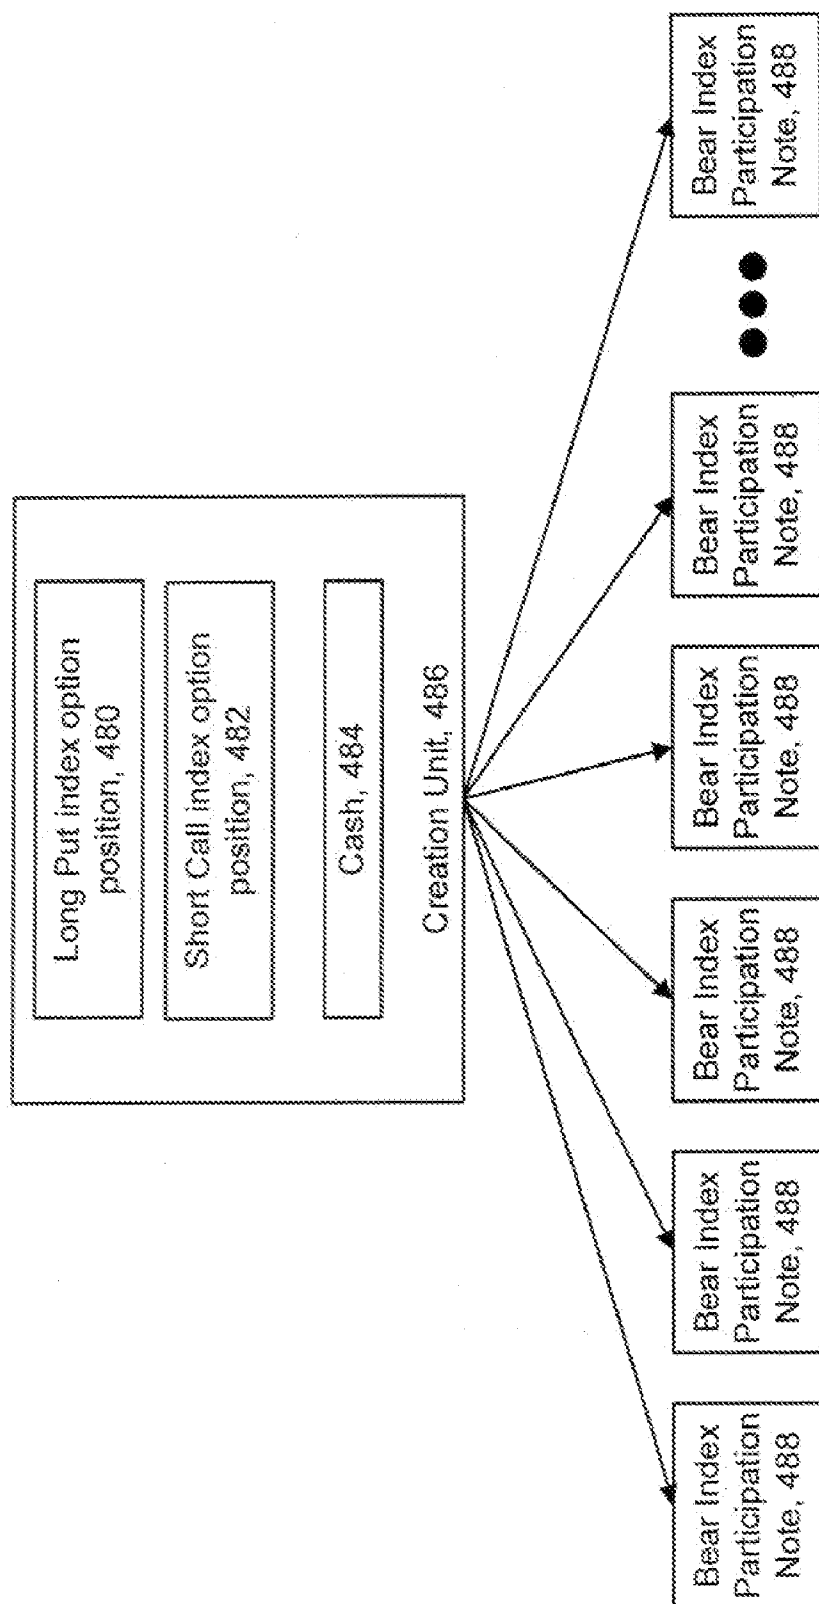 Long Put index option
position, 480
Short Call index option
position, 482
Cash, 484
Creation Unit, 486
Bear Index
Participation
Note, 488
Bear Index
Participation
Note, 488
Bear Index
Participation
Note, 488
Bear Index
Participation
Note, 488
Bear Index
Participation
Note, 488
Bear Index
Participation
Note, 488